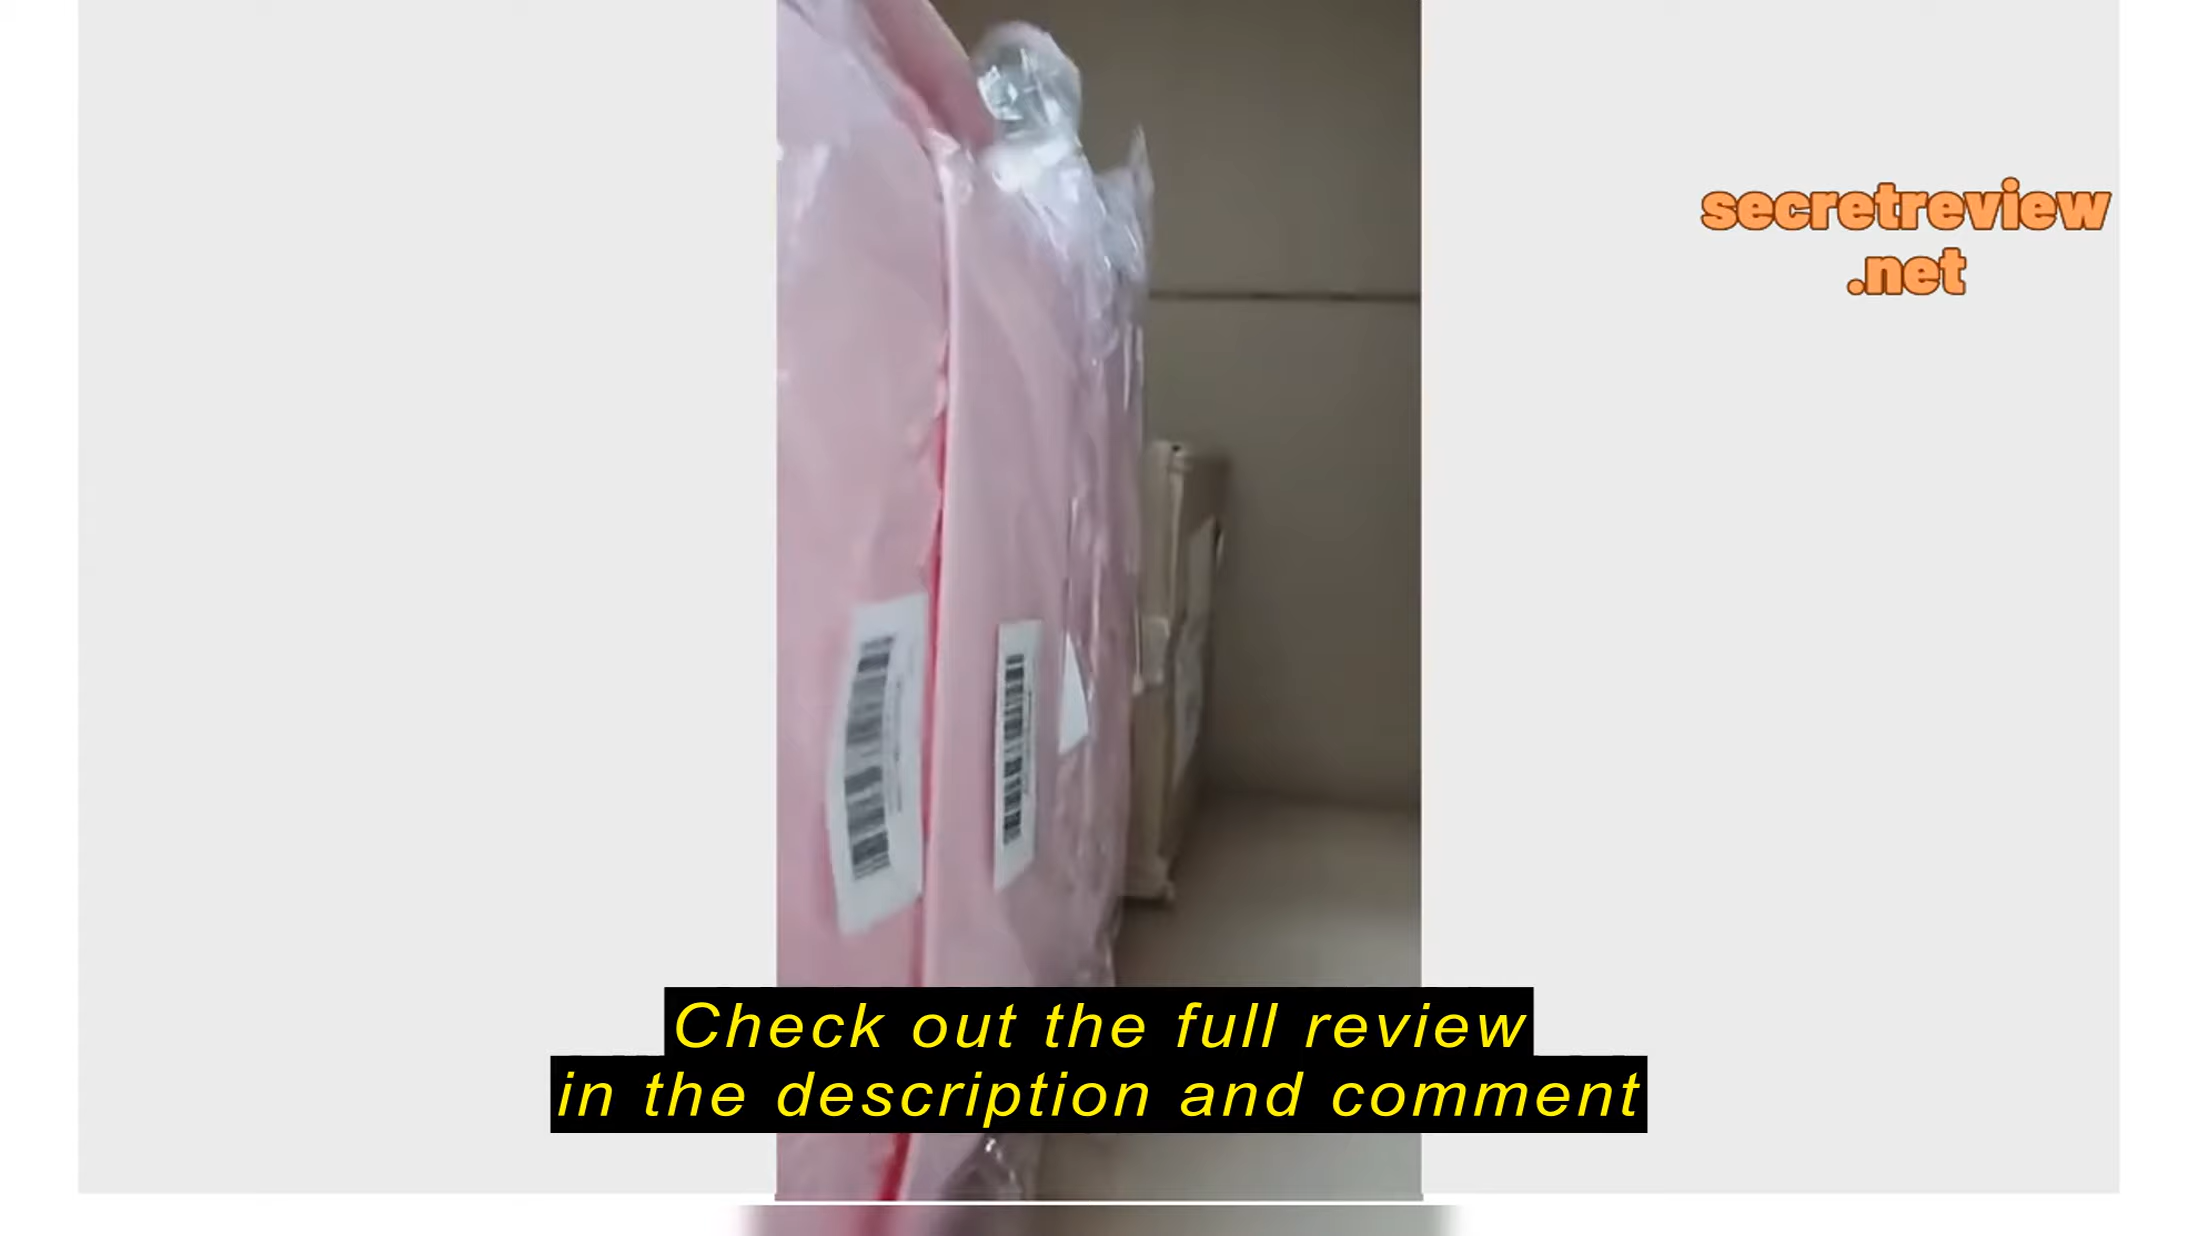 secretreview
.net
Check out the full review
in the description and comment